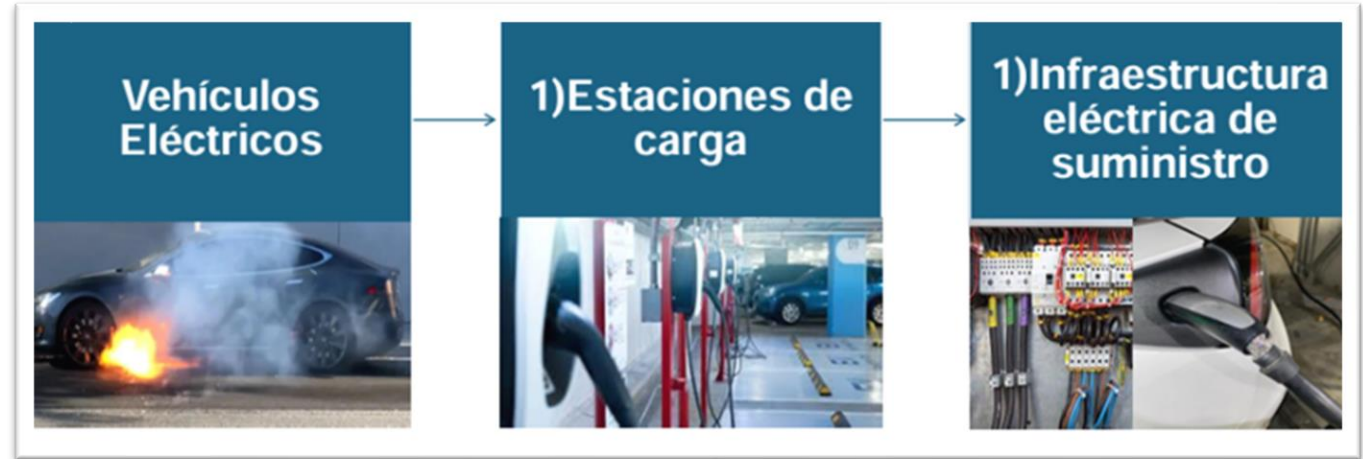 Vehículos
Eléctricos
1)Estaciones de
carga
1)Infraestructura
eléctrica de
suministro